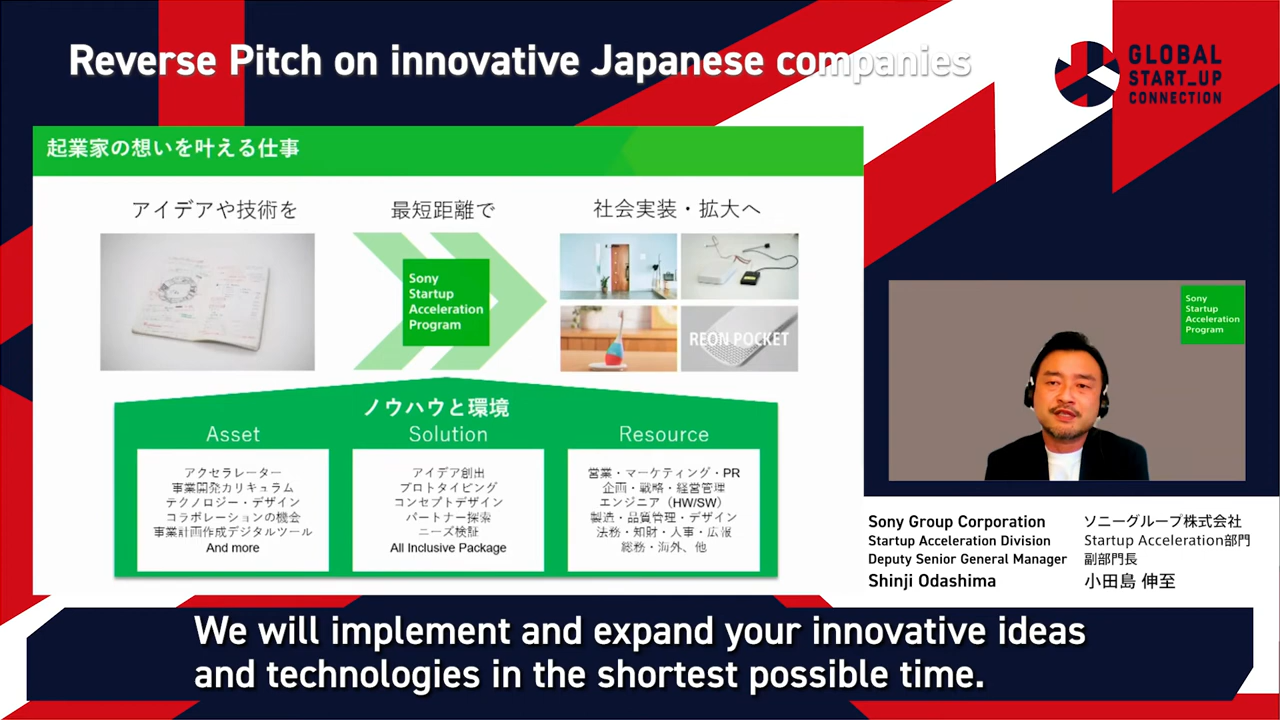 Reverse Pitch on innovative Japanese companies
GLOBAL
START_UP
CONNECTION
起業家の想いを叶える仕事
アイデアや技術を
最短距離で
社会実装・拡大へ
Sony
Startup
Acceleration
Program
REON POCKET
ノウハウと環境
Asset
アクセラレーター
事業開発カリキュラム
テクノロジー・デザイン
コラボレーションの機会
事業計画作成デジタルツール
And more
Solution
アイデア創出
プロトタイピング
コンセプトデザイン
パートナー探索
ニーズ検証
All Inclusive Package
Resource
営業・マーケティング・PR
企画・戦略・経営管理
エンジニア（HW/SW）
製造・品質管理・デザイン
法務・知財・人事・広報
総務・海外、他
Sony
Startup
Acceleration
Program
Sony Group Corporation
Startup Acceleration Division
Deputy Senior General Manager
Shinji Odashima
ソニーグループ株式会社
Startup Acceleration部門
副部門長
小田島 伸至
We will implement and expand your innovative ideas
and technologies in the shortest possible time.